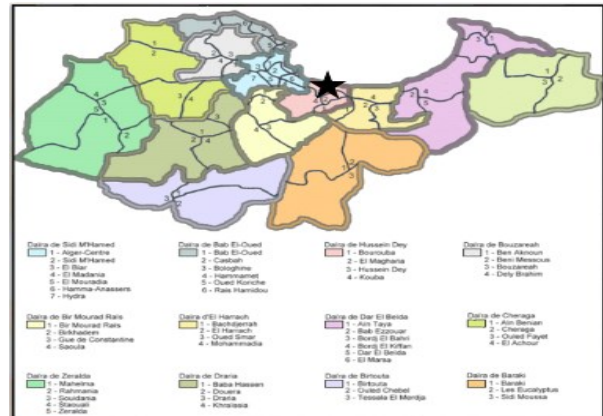 Daïra de Sidi M'Hamed
1 - Alger-Centre
2 - Sidi M'Hamed
3 - El Biar
4 - El Madania
5 - El Mouradia
6 - Hamma-Anassers
7 - Hydra
Daïra de Bab El-Oued
1 - Bab El-Oued
2 - Casbah
3 - Bologhine
4 - Hammamet
5 - Oued Koriche
6 - Raïs Hamidou
Daïra de Hussein Dey
1 - Bourouba
2 - El Magharia
3 - Hussein Dey
4 - Kouba
Daïra de Bouzareah
1 - Ben Aknoun
2 - Beni Messous
3 - Bouzareah
4 - Dely Brahim
Daïra de Bir Mourad Raïs
1 - Bir Mourad Raïs
2 - Birkhadem
3 - Gue de Constantine
4 - Saoula
Daïra d'El Harrach
1 - Bachdjerrah
2 - El Harrach
3 - Oued Smar
4 - Mohammadia
Daïra de Dar El Beida
1 - Aïn Taya
2 - Bab Ezzouar
3 - Bordj El Bahri
4 - Bordj El Kiffan
5 - Dar El Beida
6 - El Marsa
Daïra de Cheraga
1 - Aïn Benian
2 - Cheraga
3 - Ouled Fayet
4 - El Achour
Daïra de Zeralda
1 - Mahelma
2 - Rahmania
3 - Souidania
4 - Staouali
5 - Zeralda
Daïra de Draria
1 - Baba Hassen
2 - Douera
3 - Draria
4 - Khraissia
Daïra de Birtouta
1 - Birtouta
2 - Ouled Chebel
3 - Tessala El Merdja
Daïra de Baraki
1 - Baraki
2 - Les Eucalyptus
3 - Sidi Moussa